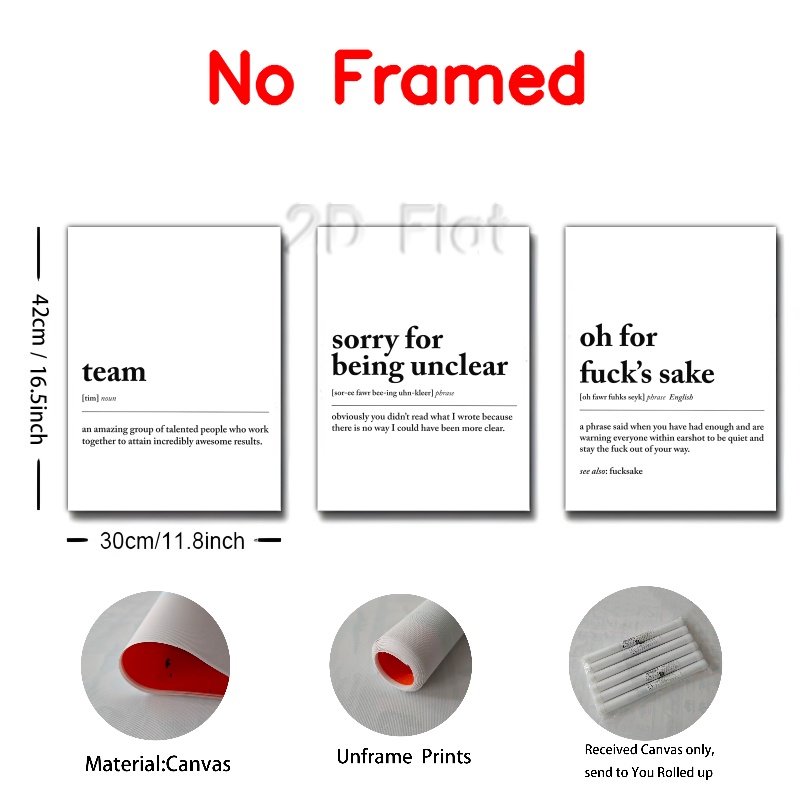 No Framed
2D Flat
42cm / 16.5inch
team
[tim] noun
an amazing group of talented people who work
together to attain incredibly awesome results.
sorry for
being unclear
[sor-ee fawr bee-ing uhn-kleer] phrase
obviously you didn't read what I wrote because
there is no way I could have been more clear.
oh for
fuck's sake
[oh fawr fuhks seyk] phrase English
a phrase said when you have had enough and are
warning everyone within earshot to be quiet and
stay the fuck out of your way.
see also: fucksake
30cm/11.8inch
Material:Canvas
Unframe Prints
Received Canvas only,
send to You Rolled up